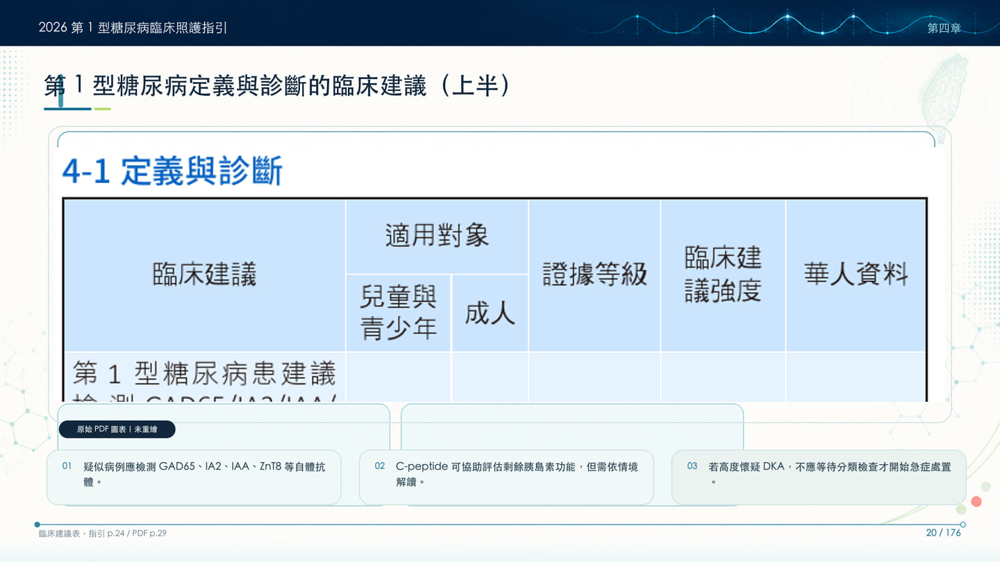 2026 第 1 型糖尿病臨床照護指引
第四章
第 1 型糖尿病定義與診斷的臨床建議（上半）
4-1 定義與診斷
臨床建議
適用對象
兒童與
青少年
成人
證據等級
臨床建
議強度
華人資料
第 1 型糖尿病患建議
檢測 GAD65/IA2/IAA/
原始 PDF 圖表｜未重繪
01 疑似病例應檢測 GAD65、IA2、IAA、ZnT8 等自體抗
體。
02 C-peptide 可協助評估剩餘胰島素功能，但需依情境
解讀。
03 若高度懷疑 DKA，不應等待分類檢查才開始急症處置
。
臨床建議表，指引 p.24 / PDF p.29
20 / 176